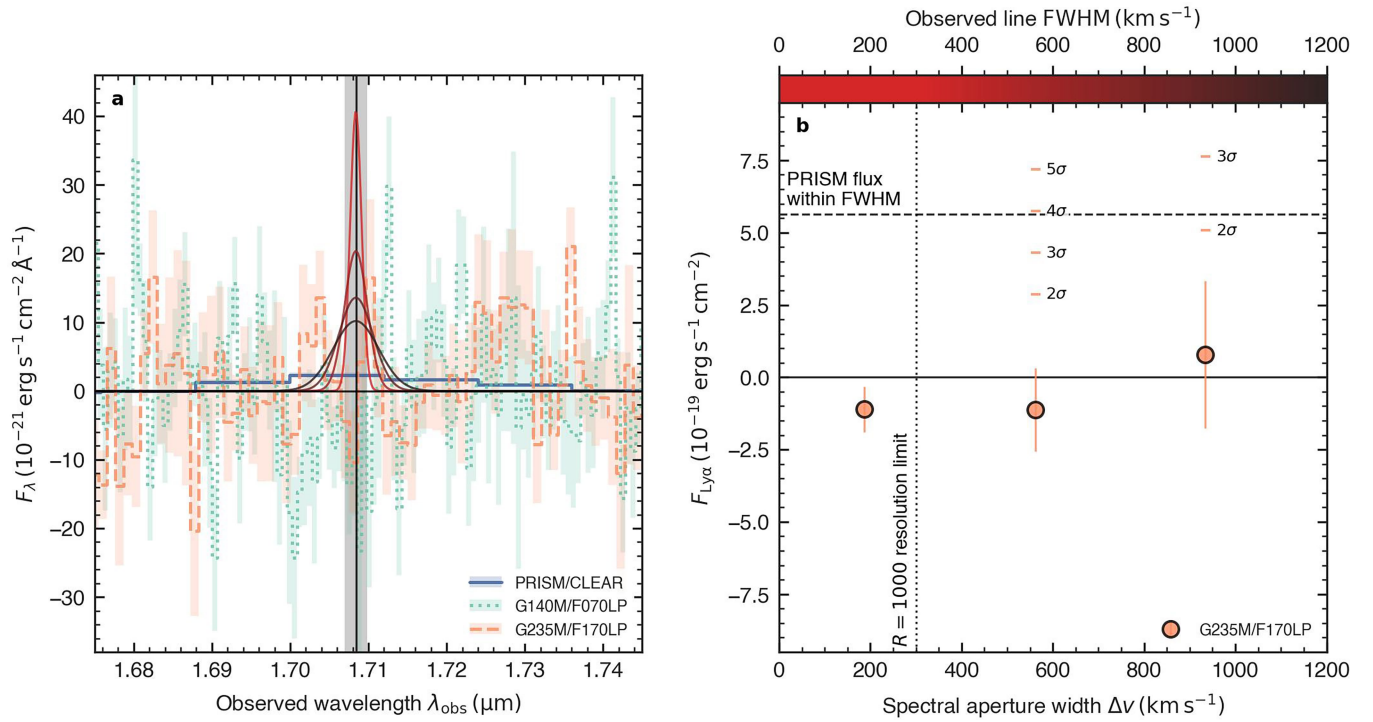 a
40
30
20
10
0
−10
−20
−30
F_λ (10⁻²¹ erg s⁻¹ cm⁻² Å⁻¹)
PRISM/CLEAR
G140M/F070LP
G235M/F170LP
1.68 1.69 1.70 1.71 1.72 1.73 1.74
Observed wavelength λ_obs (μm)
Observed line FWHM (km s⁻¹)
0 200 400 600 800 1000 1200
b
7.5
5.0
2.5
0.0
−2.5
−5.0
−7.5
F_Lyα (10⁻¹⁹ erg s⁻¹ cm⁻²)
PRISM flux
within FWHM
5σ
4σ
3σ
2σ
3σ
2σ
R = 1000 resolution limit
G235M/F170LP
0 200 400 600 800 1000 1200
Spectral aperture width Δv (km s⁻¹)